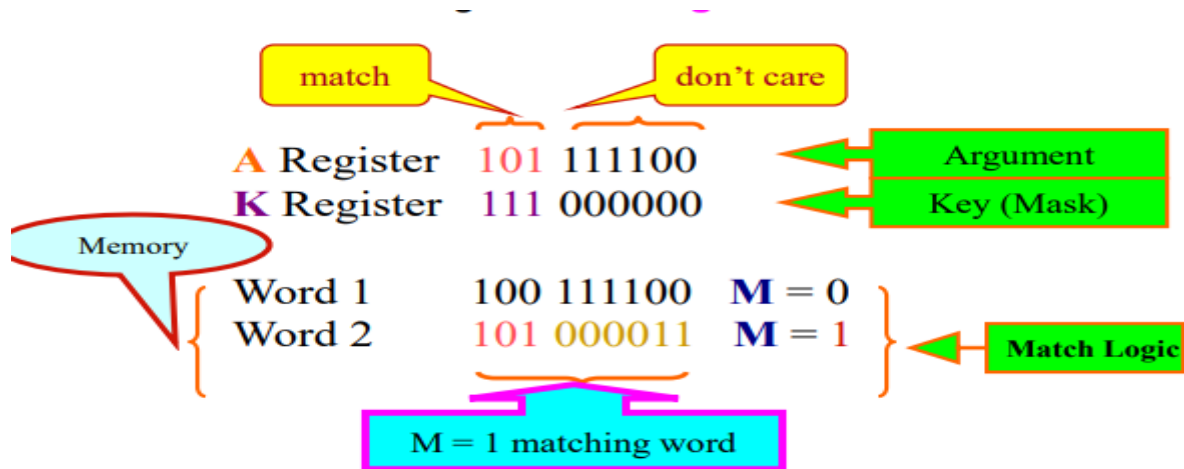 match
don't care
A Register 101 111100
Argument
K Register 111 000000
Key (Mask)
Memory
Word 1 100 111100 M = 0
Word 2 101 000011 M = 1
Match Logic
M = 1 matching word